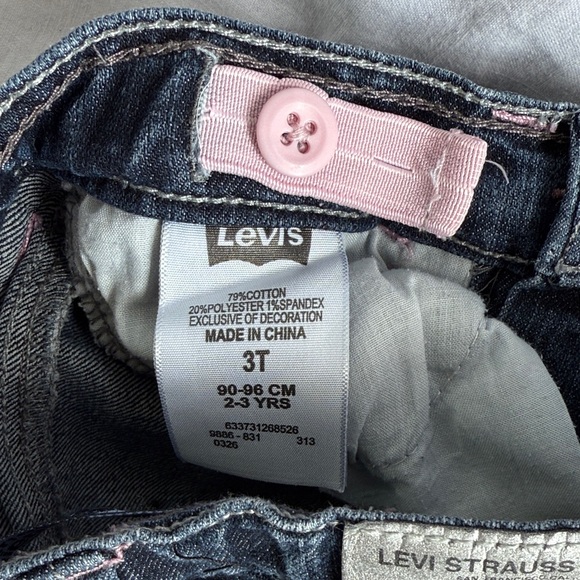 Levi's
79%COTTON
20%POLYESTER 1%SPANDEX
EXCLUSIVE OF DECORATION
MADE IN CHINA
3T
90-96 CM
2-3 YRS
633731268526
9886 - 831 313
0326
LEVI STRAUSS